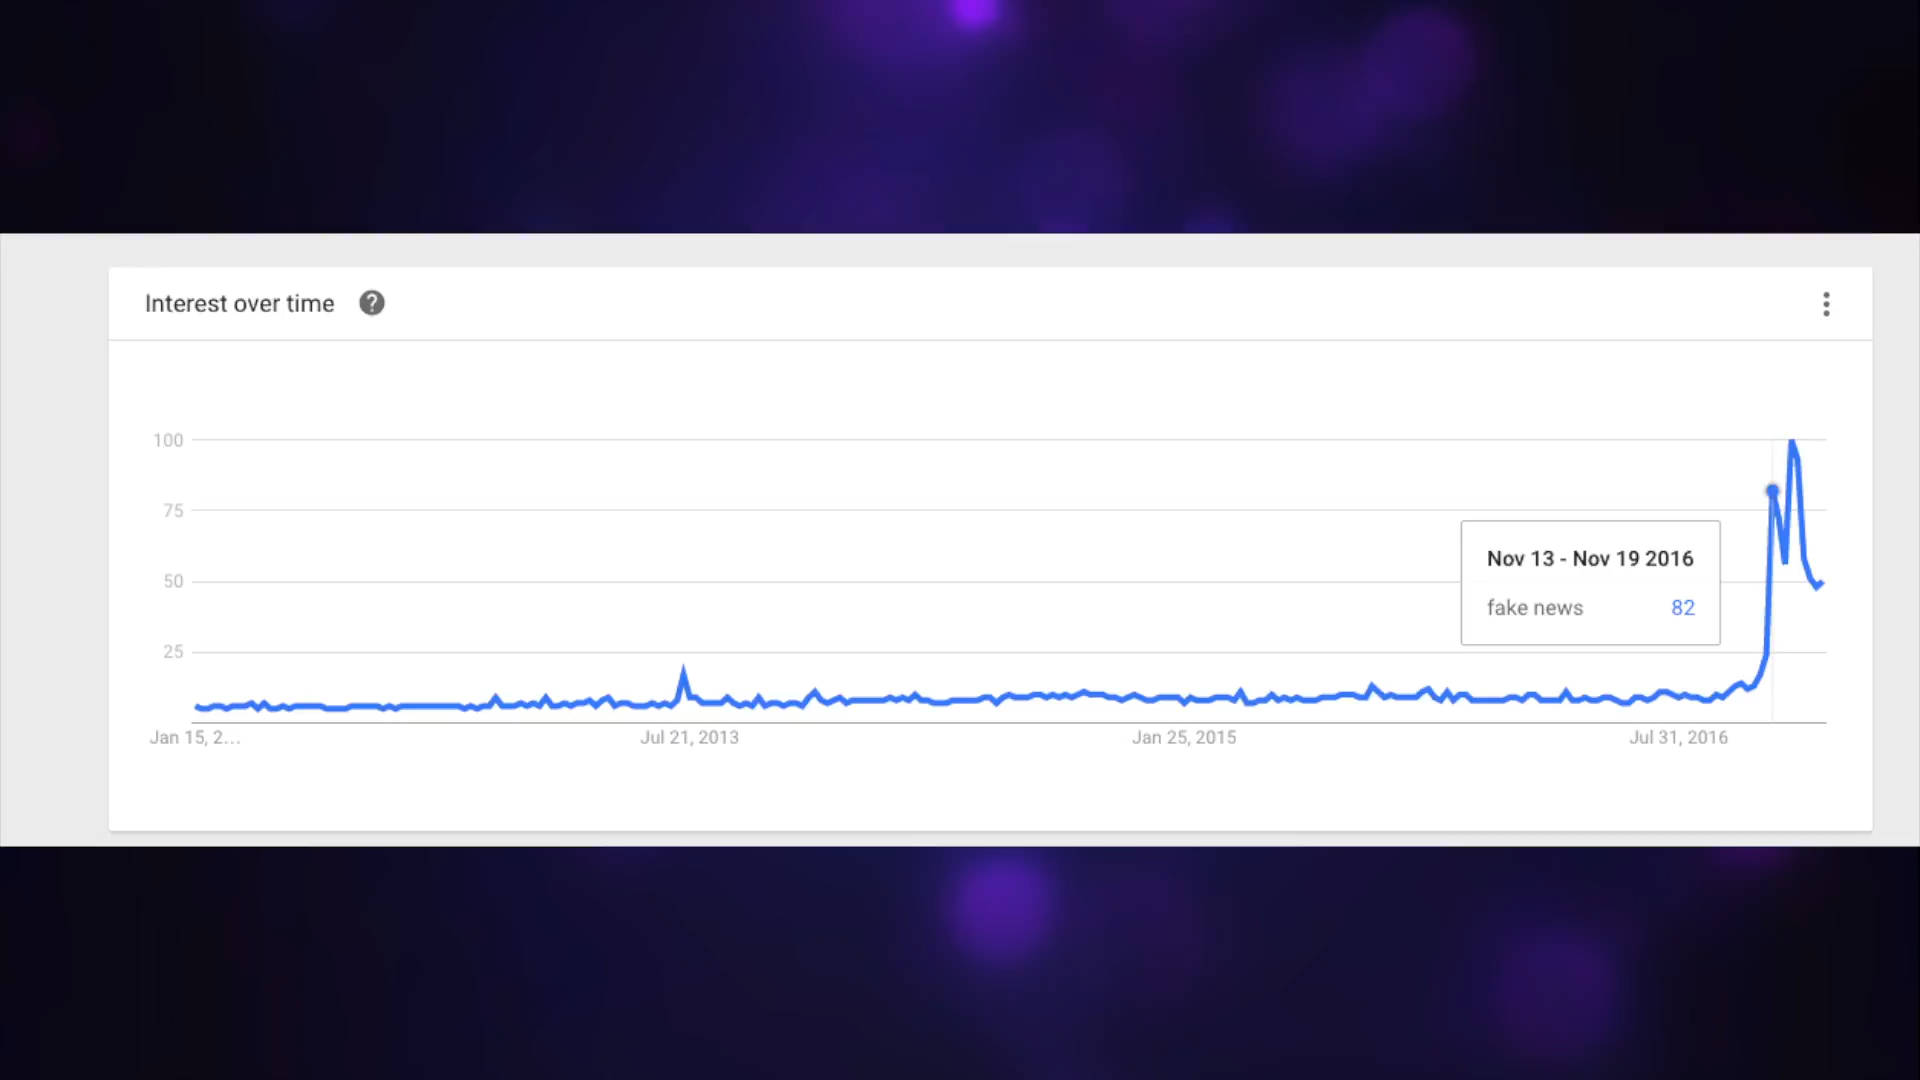 Interest over time ?
100
75
50
25
Nov 13 - Nov 19 2016
fake news 82
Jan 15, 2... Jul 21, 2013 Jan 25, 2015 Jul 31, 2016